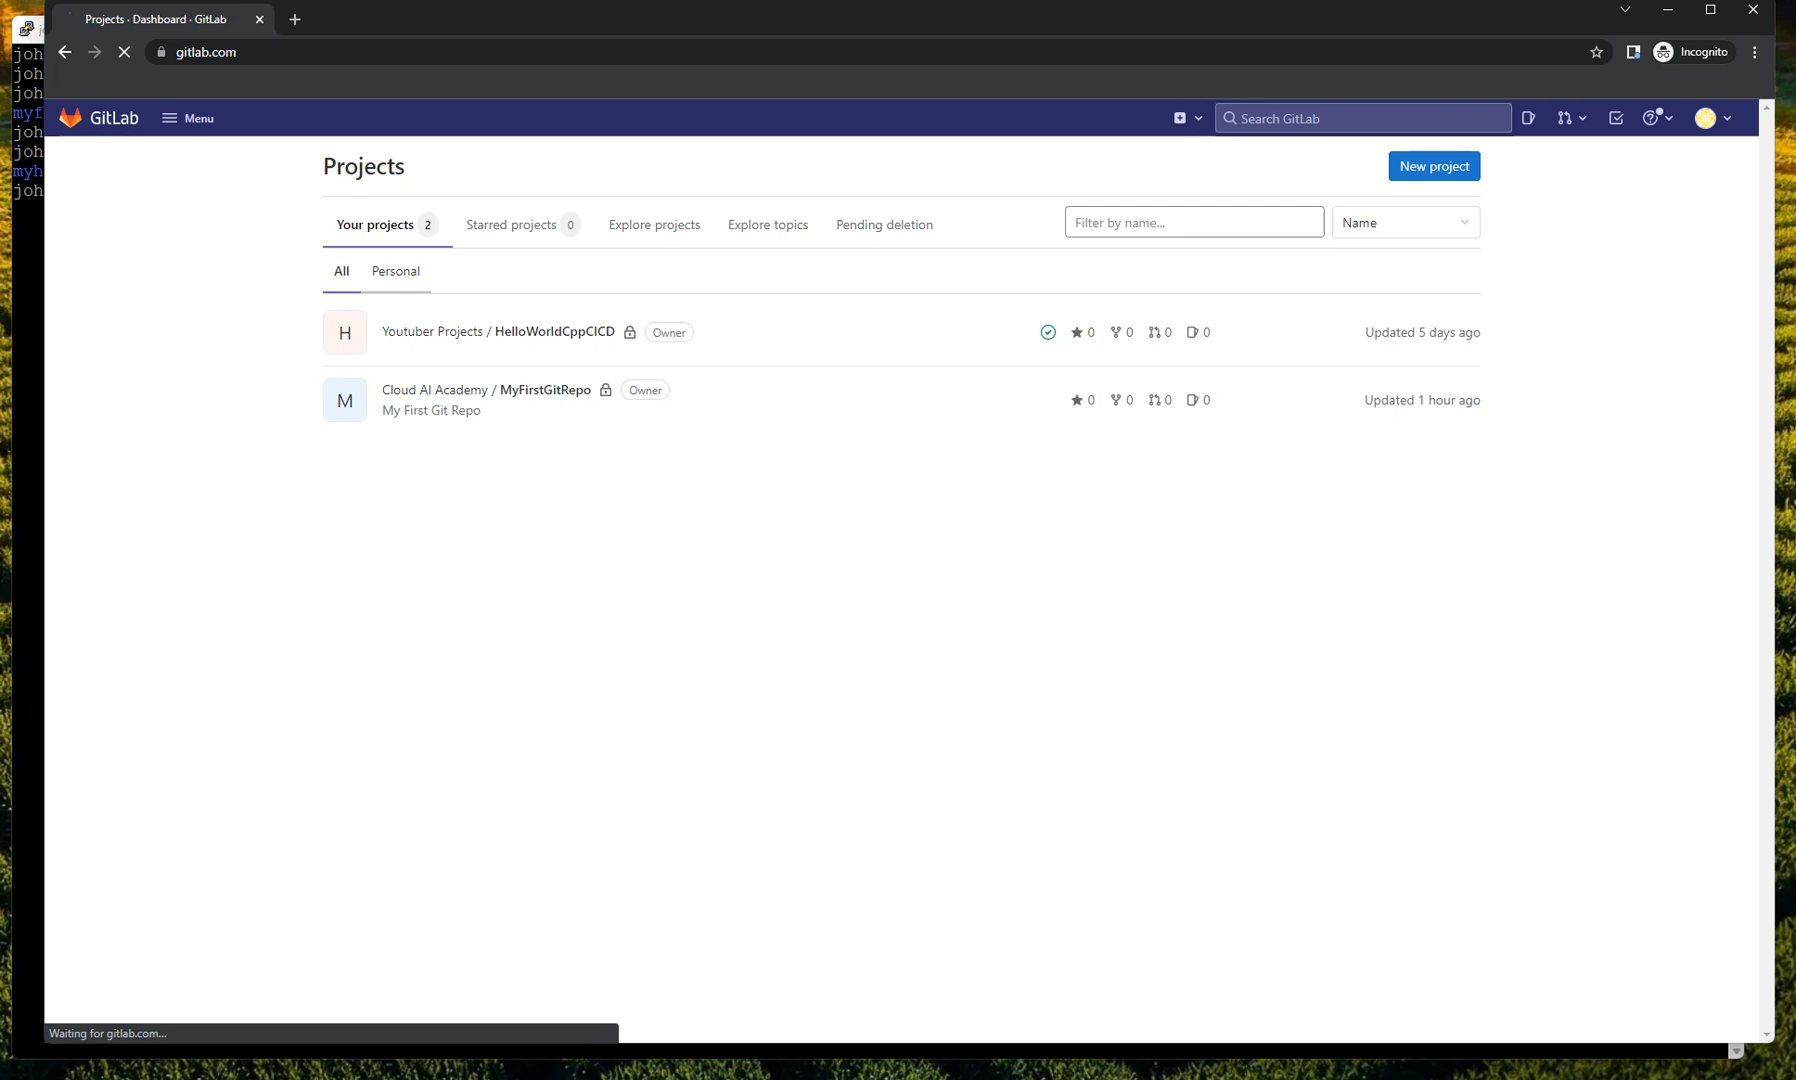 Projects · Dashboard · GitLab
gitlab.com
Incognito
joh
joh
joh
myf
joh
joh
myh
joh
GitLab
Menu
Search GitLab
Projects
New project
Your projects 2
Starred projects 0
Explore projects
Explore topics
Pending deletion
Filter by name...
Name
All
Personal
H
Youtuber Projects / HelloWorldCppCICD
Owner
0 0 0 0
Updated 5 days ago
M
Cloud AI Academy / MyFirstGitRepo
Owner
My First Git Repo
0 0 0 0
Updated 1 hour ago
Waiting for gitlab.com...